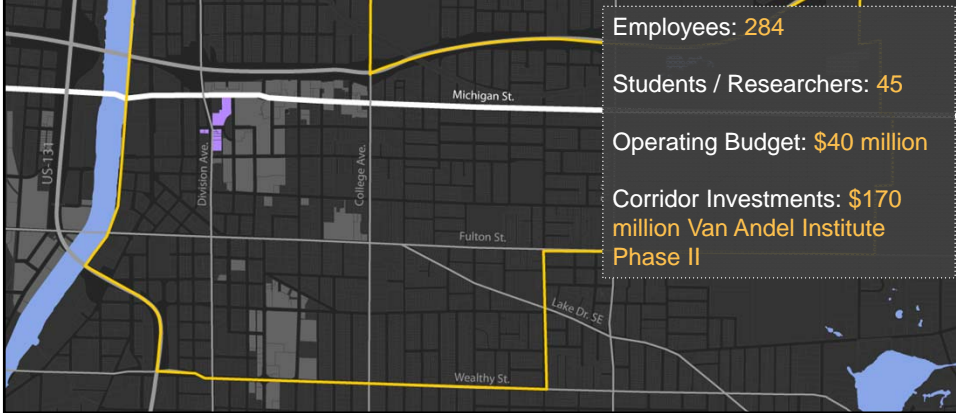 Employees: 284
Students / Researchers: 45
Operating Budget: $40 million
Corridor Investments: $170
million Van Andel Institute
Phase II
Michigan St.
US-131
Division Ave.
College Ave.
Fulton St.
Lake Dr. SE
Wealthy St.